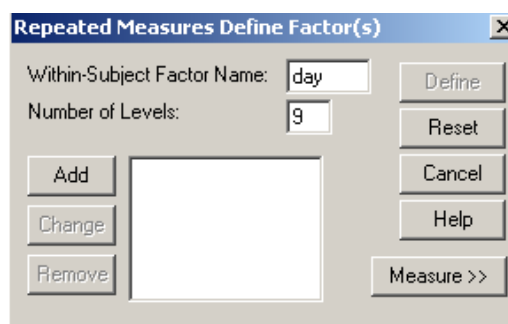 Repeated Measures Define Factor(s)
Within-Subject Factor Name: day
Define
Number of Levels: 9
Reset
Add
Cancel
Change
Help
Remove
Measure >>